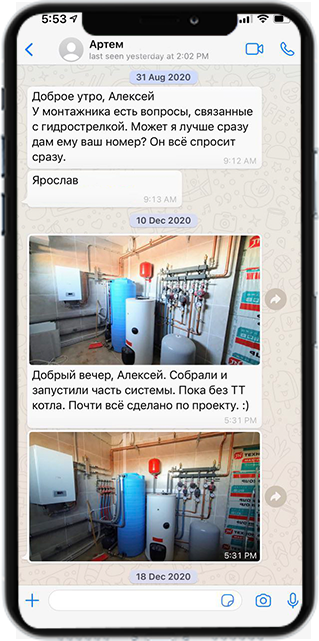 5:53
Артем
last seen yesterday at 2:02 PM
31 Aug 2020
Доброе утро, Алексей
У монтажника есть вопросы, связанные
с гидрострелкой. Может я лучше сразу
дам ему ваш номер? Он всё спросит
сразу.
9:12 AM
Ярослав
9:13 AM
10 Dec 2020
Добрый вечер, Алексей. Собрали и
запустили часть системы. Пока без ТТ
котла. Почти всё сделано по проекту. :)
5:31 PM
5:31 PM
18 Dec 2020